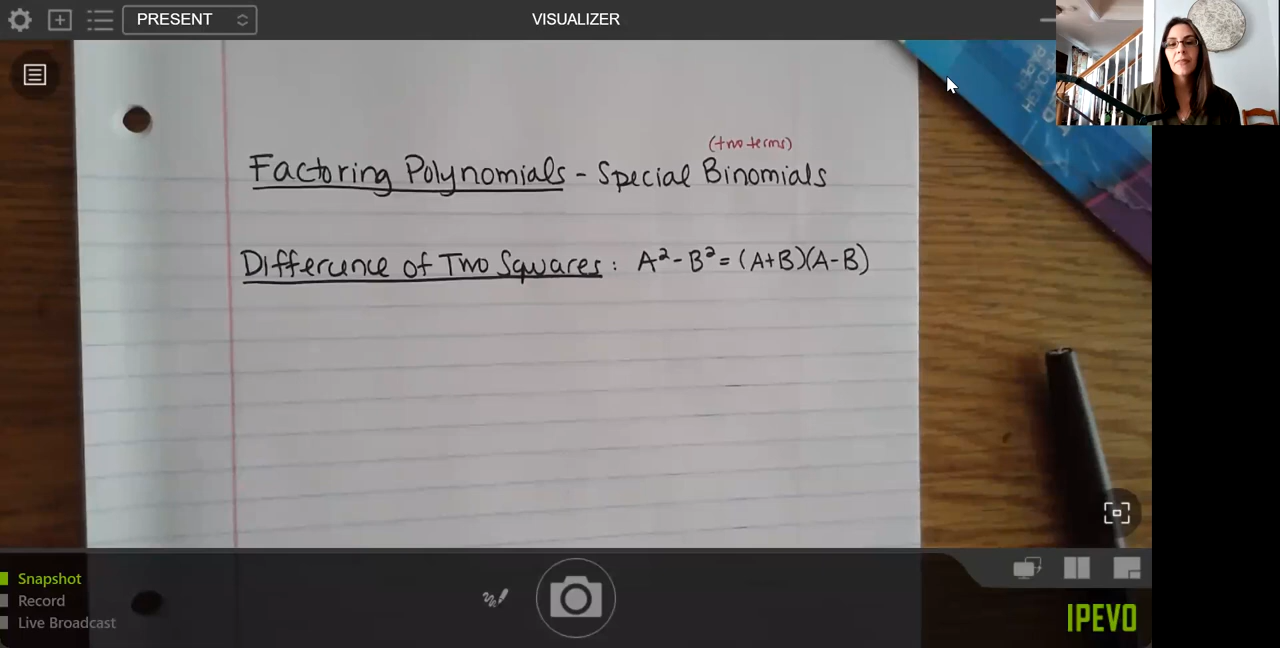 PRESENT
VISUALIZER
(two terms)
Factoring Polynomials - Special Binomials
Difference of Two Squares: A² - B² = (A+B)(A-B)
Snapshot
Record
Live Broadcast
IPEVO